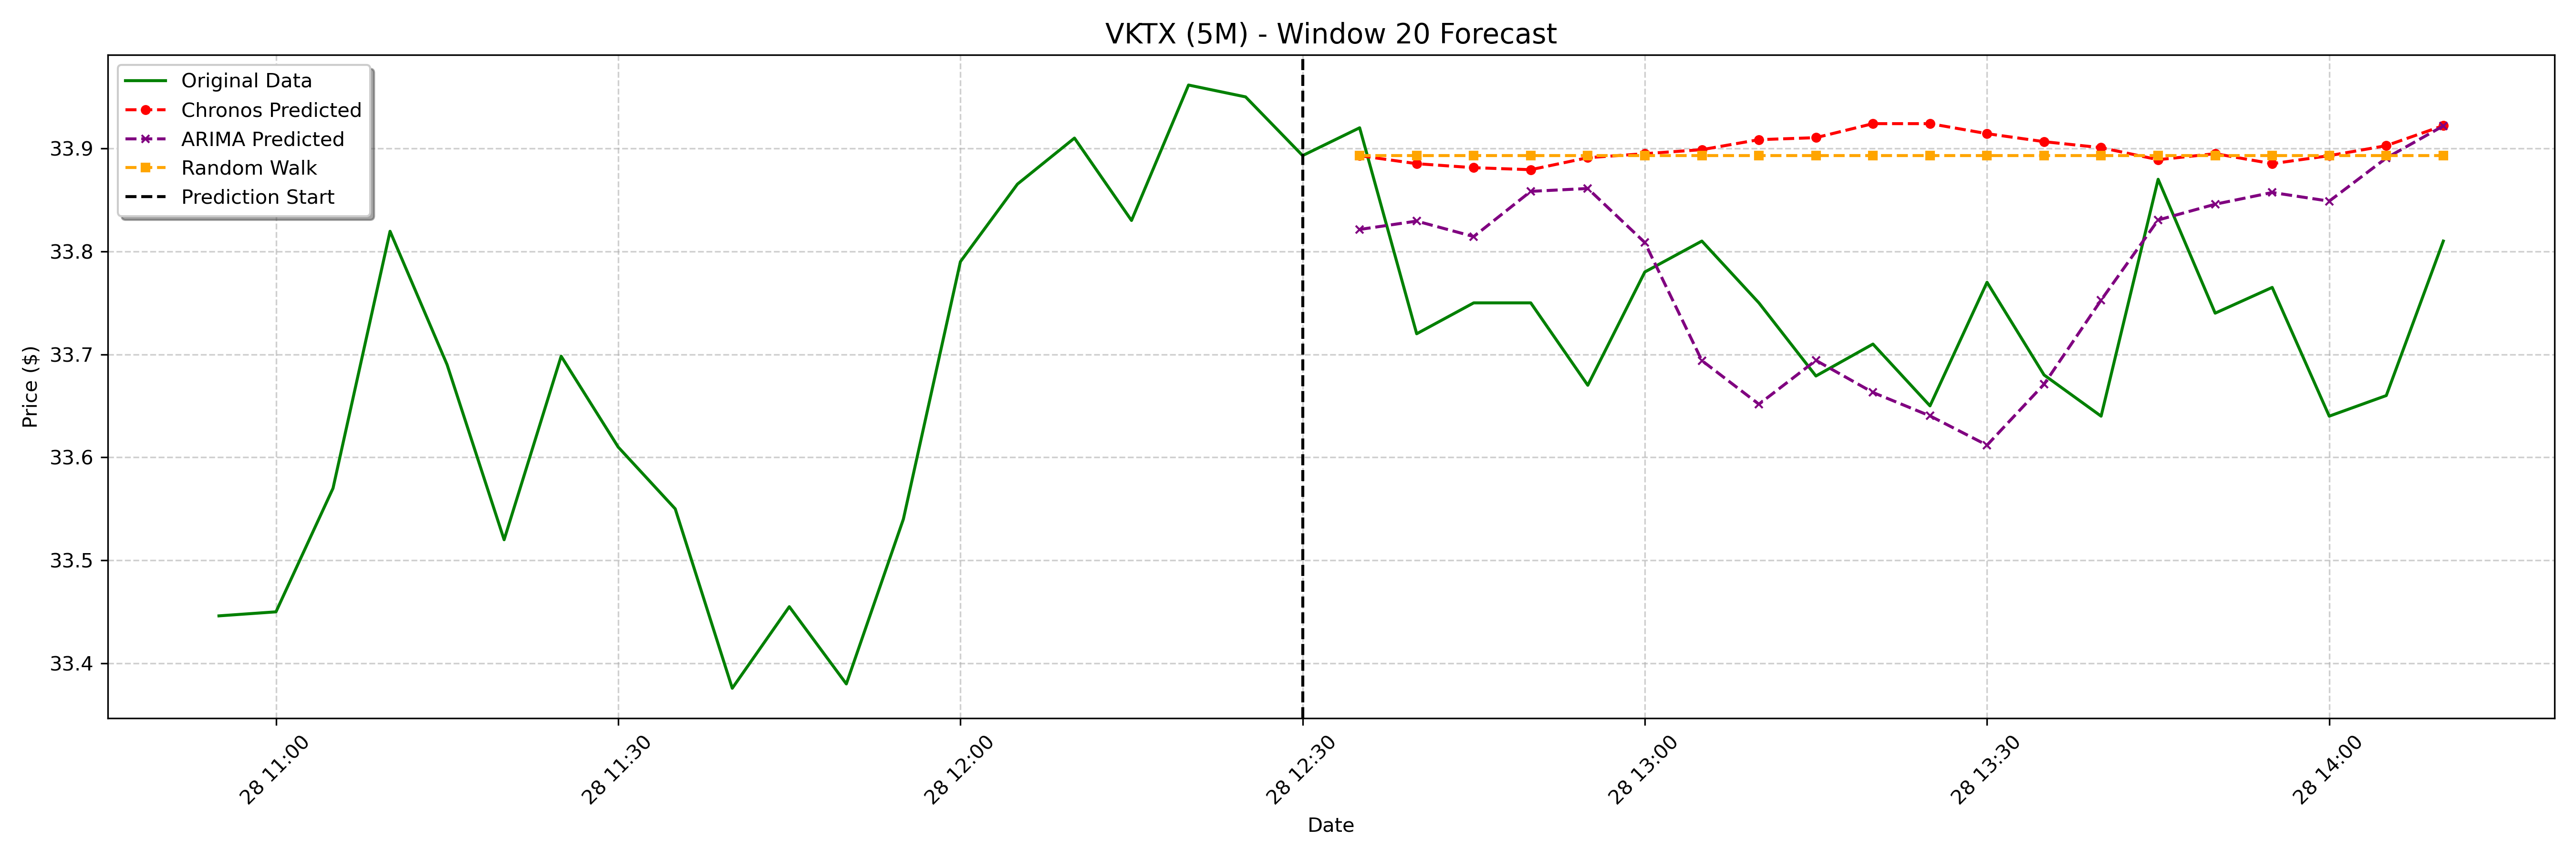 VKTX (5M) - Window 20 Forecast
Original Data
Chronos Predicted
ARIMA Predicted
Random Walk
Prediction Start
Price ($)
33.9
33.8
33.7
33.6
33.5
33.4
28 11:00
28 11:30
28 12:00
28 12:30
28 13:00
28 13:30
28 14:00
Date